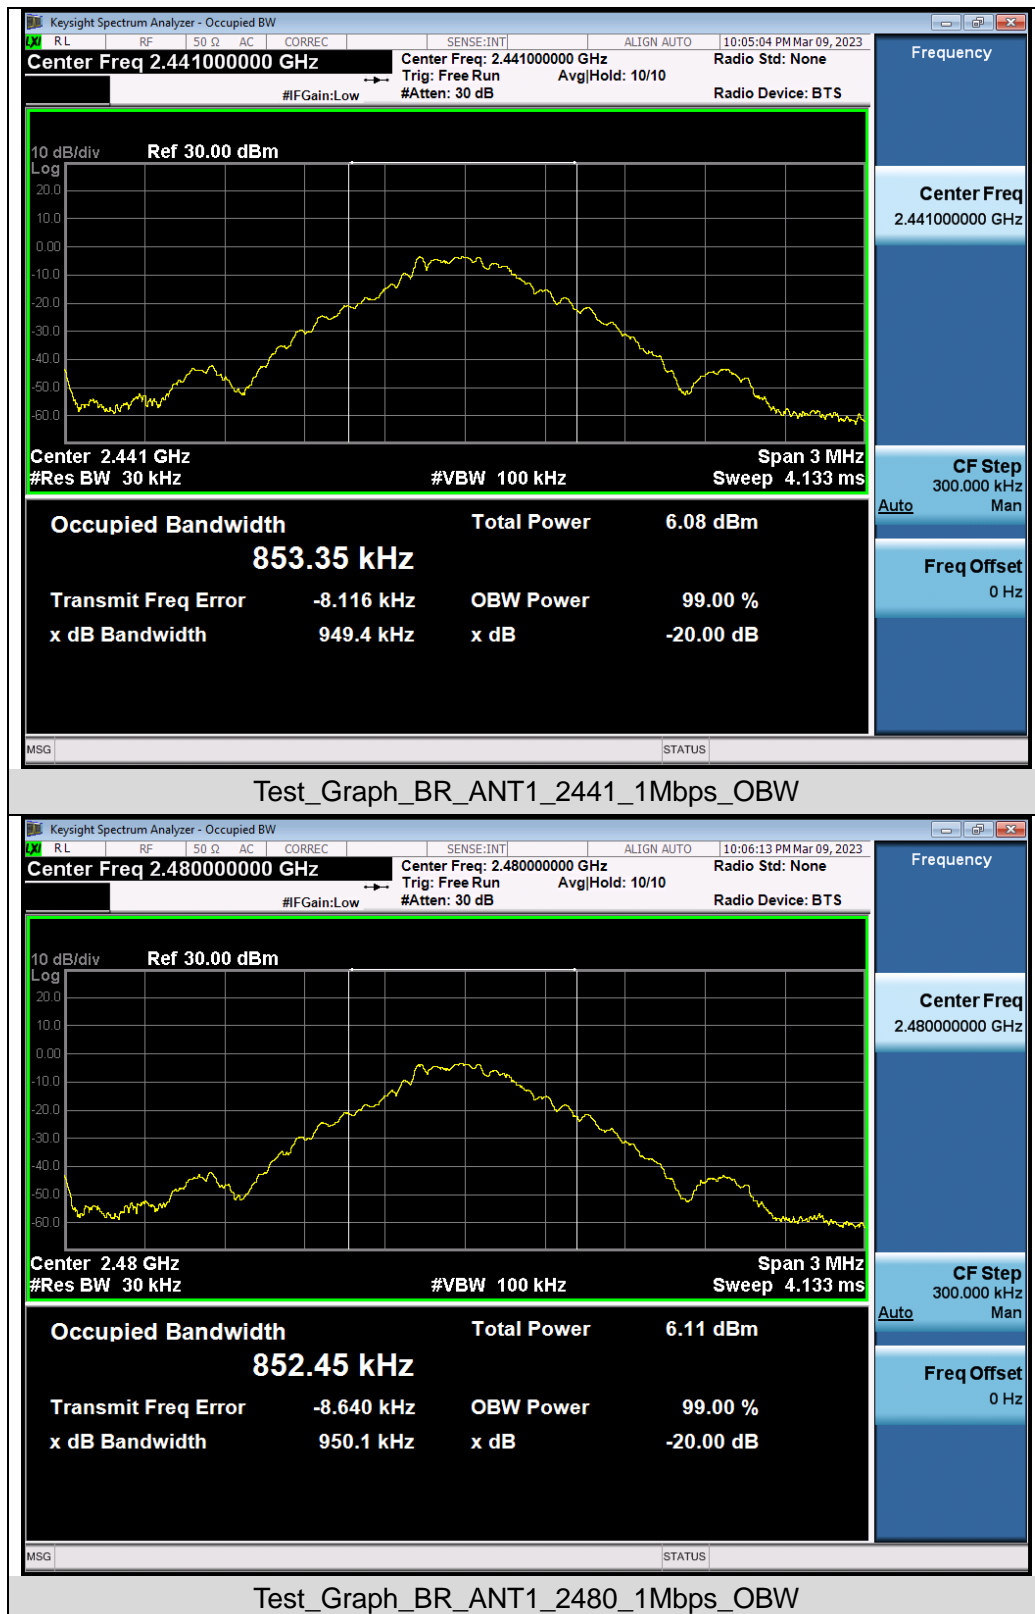 Keysight Spectrum Analyzer - Occupied BW
LXI RL RF 50 Ω AC CORREC SENSE:INT ALIGN AUTO 10:05:04 PM Mar 09, 2023
Center Freq 2.441000000 GHz
Center Freq: 2.441000000 GHz Radio Std: None
Trig: Free Run Avg|Hold: 10/10
#IFGain:Low #Atten: 30 dB Radio Device: BTS
Frequency
10 dB/div Ref 30.00 dBm
Log
20.0
10.0
0.00
-10.0
-20.0
-30.0
-40.0
-50.0
-60.0
Center 2.441 GHz Span 3 MHz
#Res BW 30 kHz #VBW 100 kHz Sweep 4.133 ms
Center Freq
2.441000000 GHz
CF Step
300.000 kHz
Auto Man
Freq Offset
0 Hz
Occupied Bandwidth Total Power 6.08 dBm
853.35 kHz
Transmit Freq Error -8.116 kHz OBW Power 99.00 %
x dB Bandwidth 949.4 kHz x dB -20.00 dB
MSG STATUS
Test_Graph_BR_ANT1_2441_1Mbps_OBW
Keysight Spectrum Analyzer - Occupied BW
LXI RL RF 50 Ω AC CORREC SENSE:INT ALIGN AUTO 10:06:13 PM Mar 09, 2023
Center Freq 2.480000000 GHz
Center Freq: 2.480000000 GHz Radio Std: None
Trig: Free Run Avg|Hold: 10/10
#IFGain:Low #Atten: 30 dB Radio Device: BTS
Frequency
10 dB/div Ref 30.00 dBm
Log
20.0
10.0
0.00
-10.0
-20.0
-30.0
-40.0
-50.0
-60.0
Center 2.48 GHz Span 3 MHz
#Res BW 30 kHz #VBW 100 kHz Sweep 4.133 ms
Center Freq
2.480000000 GHz
CF Step
300.000 kHz
Auto Man
Freq Offset
0 Hz
Occupied Bandwidth Total Power 6.11 dBm
852.45 kHz
Transmit Freq Error -8.640 kHz OBW Power 99.00 %
x dB Bandwidth 950.1 kHz x dB -20.00 dB
MSG STATUS
Test_Graph_BR_ANT1_2480_1Mbps_OBW